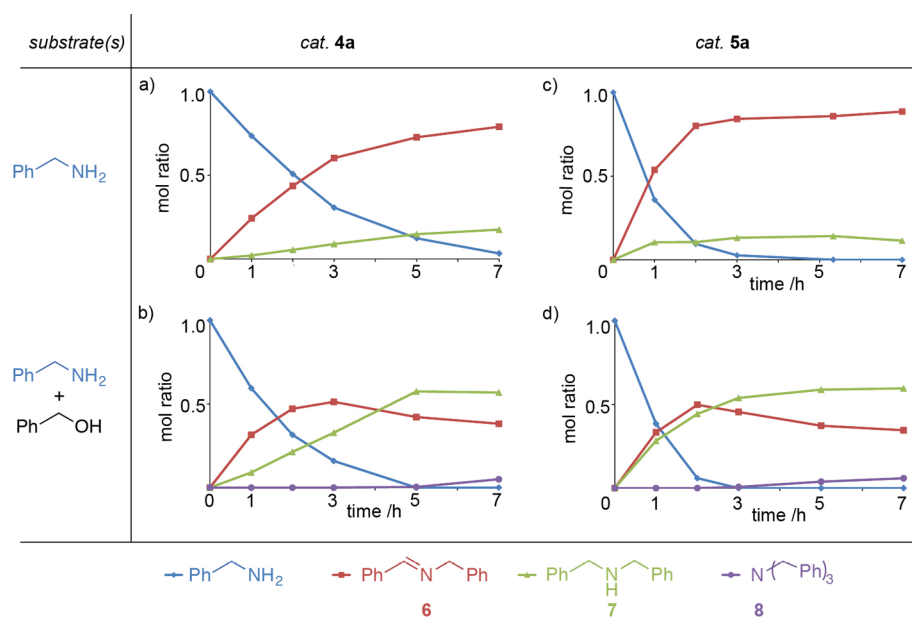 substrate(s)
cat. 4a
cat. 5a
a)
1.0
0.5
mol ratio
0
1
3
5
7
time /h
c)
1.0
0.5
mol ratio
0
1
3
5
7
time /h
Ph NH2
b)
1.0
0.5
mol ratio
0
1
3
5
7
time /h
d)
1.0
0.5
mol ratio
0
1
3
5
7
time /h
Ph NH2
+
Ph OH
Ph NH2
Ph N Ph
6
Ph N Ph
H
7
N ( Ph)3
8